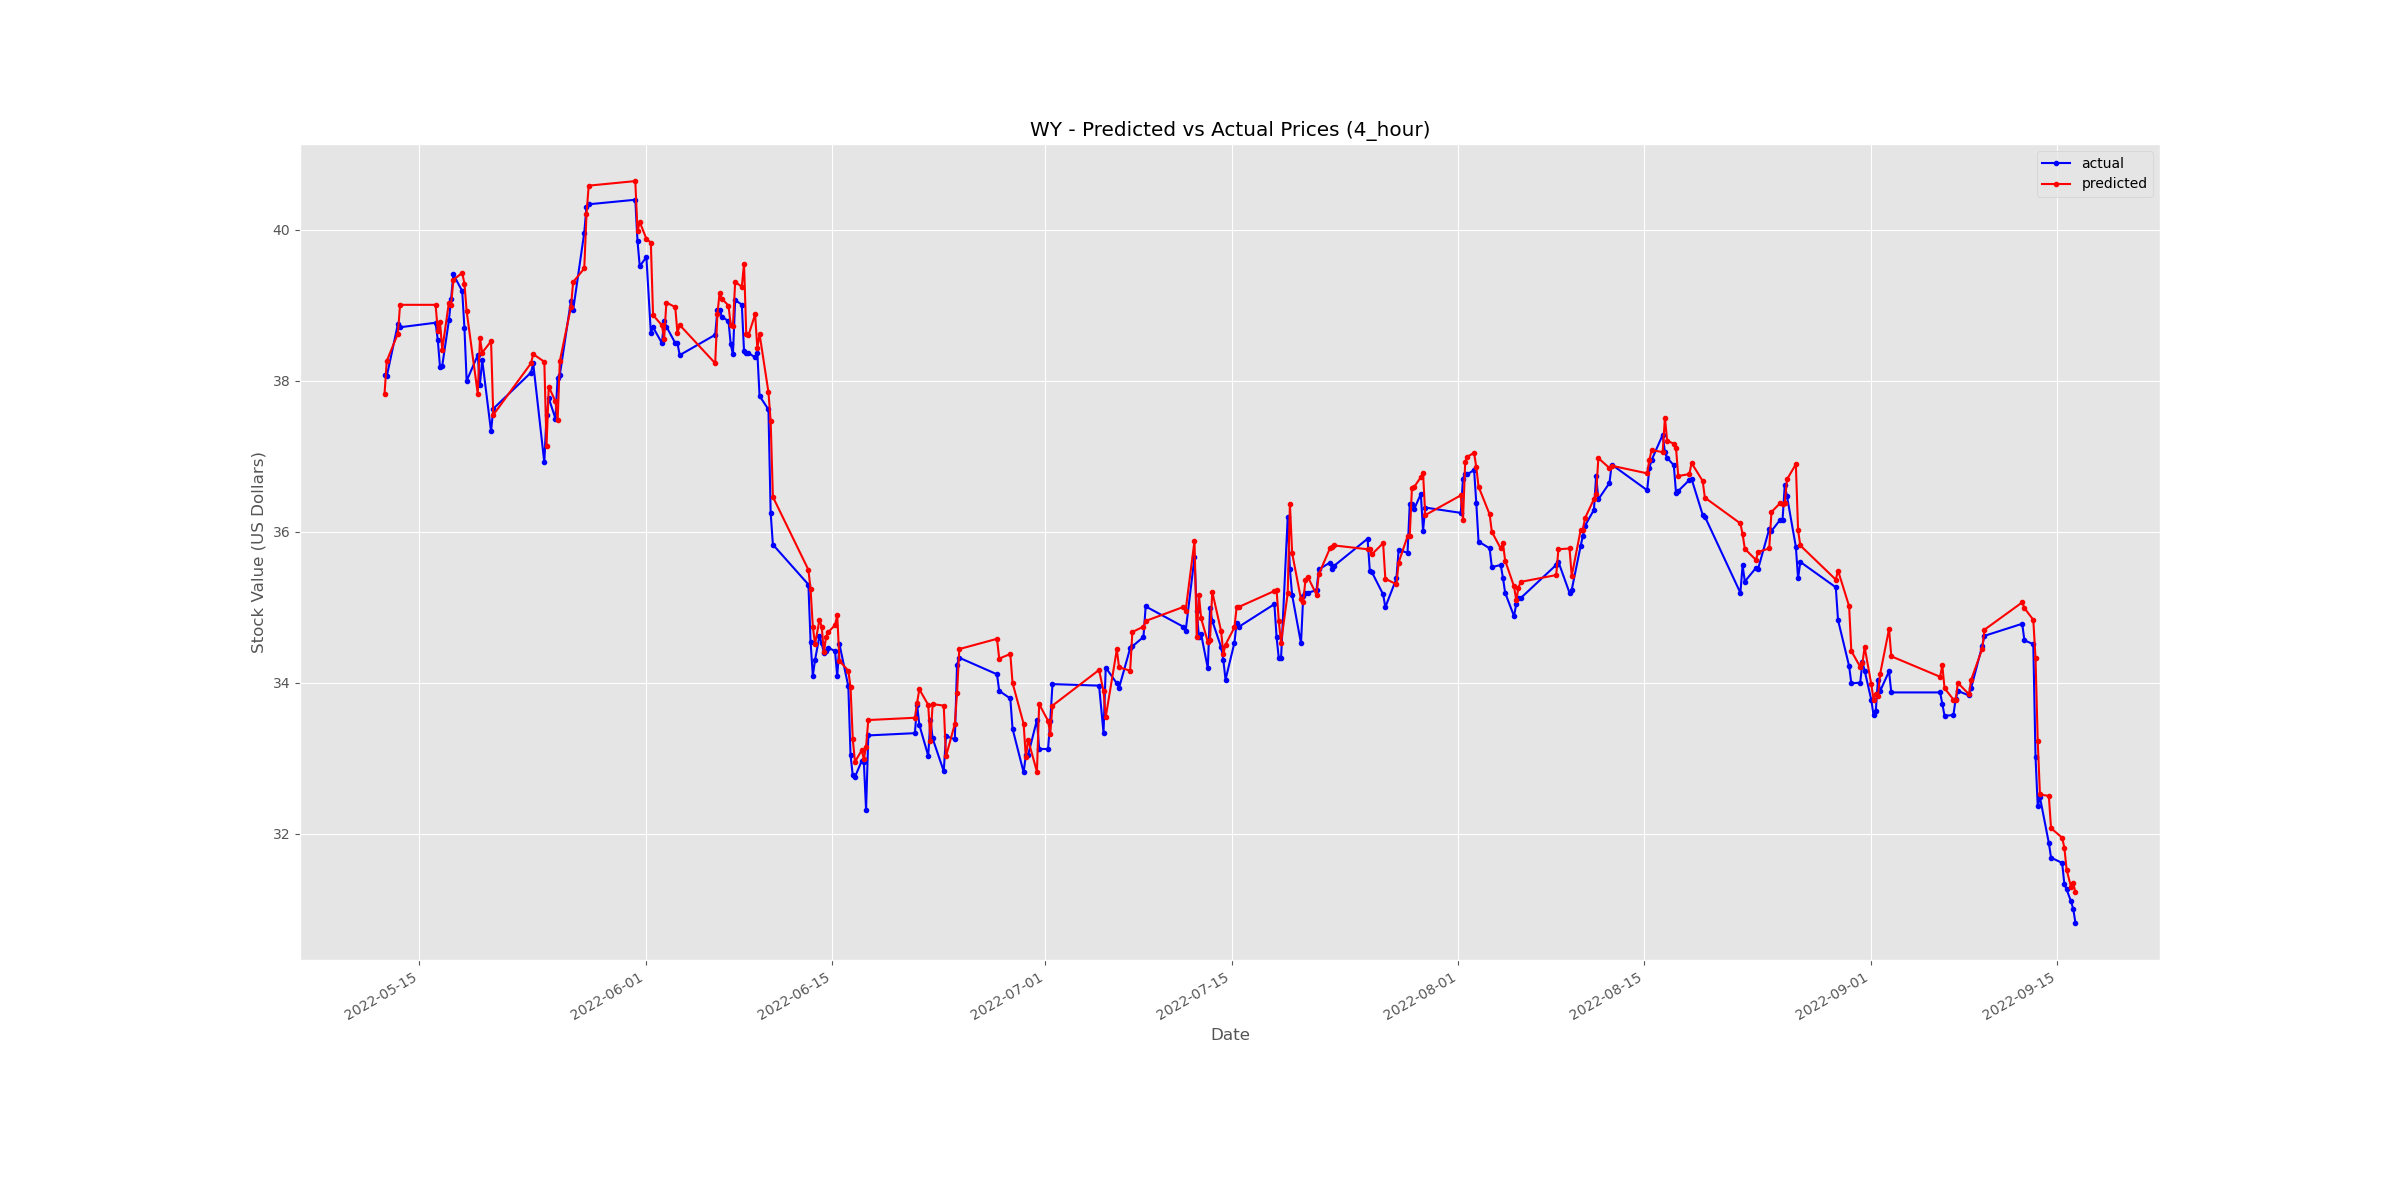 WY - Predicted vs Actual Prices (4_hour)
actual
predicted
Stock Value (US Dollars)
40
38
36
34
32
2022-05-15
2022-06-01
2022-06-15
2022-07-01
2022-07-15
2022-08-01
2022-08-15
2022-09-01
2022-09-15
Date